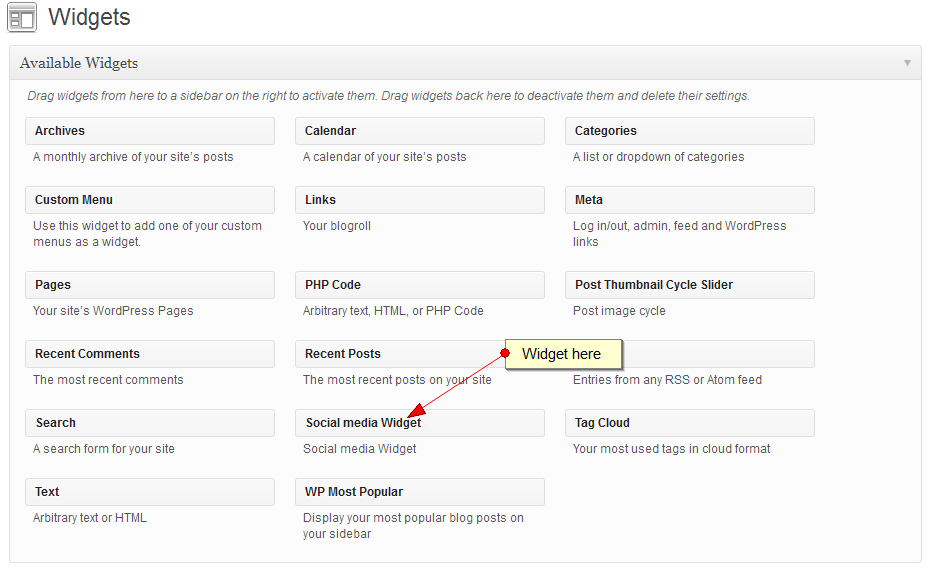 Widgets
Available Widgets
Drag widgets from here to a sidebar on the right to activate them. Drag widgets back here to deactivate them and delete their settings.
Archives
A monthly archive of your site's posts
Calendar
A calendar of your site's posts
Categories
A list or dropdown of categories
Custom Menu
Use this widget to add one of your custom
menus as a widget.
Links
Your blogroll
Meta
Log in/out, admin, feed and WordPress
links
Pages
Your site's WordPress Pages
PHP Code
Arbitrary text, HTML, or PHP Code
Post Thumbnail Cycle Slider
Post image cycle
Recent Comments
The most recent comments
Recent Posts
The most recent posts on your site
Widget here
Entries from any RSS or Atom feed
Search
A search form for your site
Social media Widget
Social media Widget
Tag Cloud
Your most used tags in cloud format
Text
Arbitrary text or HTML
WP Most Popular
Display your most popular blog posts on
your sidebar